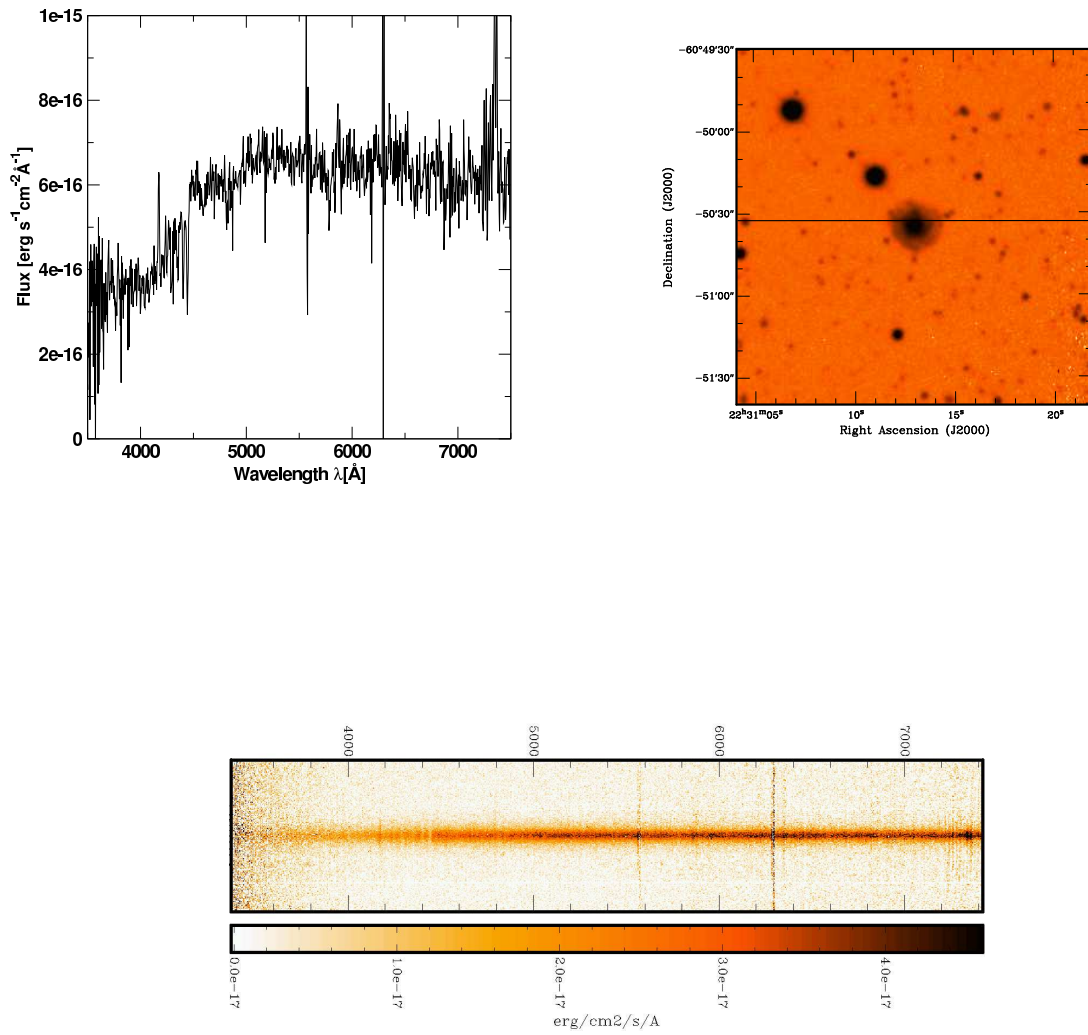 1e-15
8e-16
6e-16
4e-16
2e-16
0
4000 5000 6000 7000
Wavelength λ[Å]
Flux [erg s⁻¹cm⁻²Å⁻¹]
−60°49'30"
−50'00"
−50'30"
−51'00"
−51'30"
22ʰ31ᵐ05ˢ 10ˢ 15ˢ 20ˢ
Right Ascension (J2000)
Declination (J2000)
4000 5000 6000 7000
0.0e-17 1.0e-17 2.0e-17 3.0e-17 4.0e-17
erg/cm2/s/A